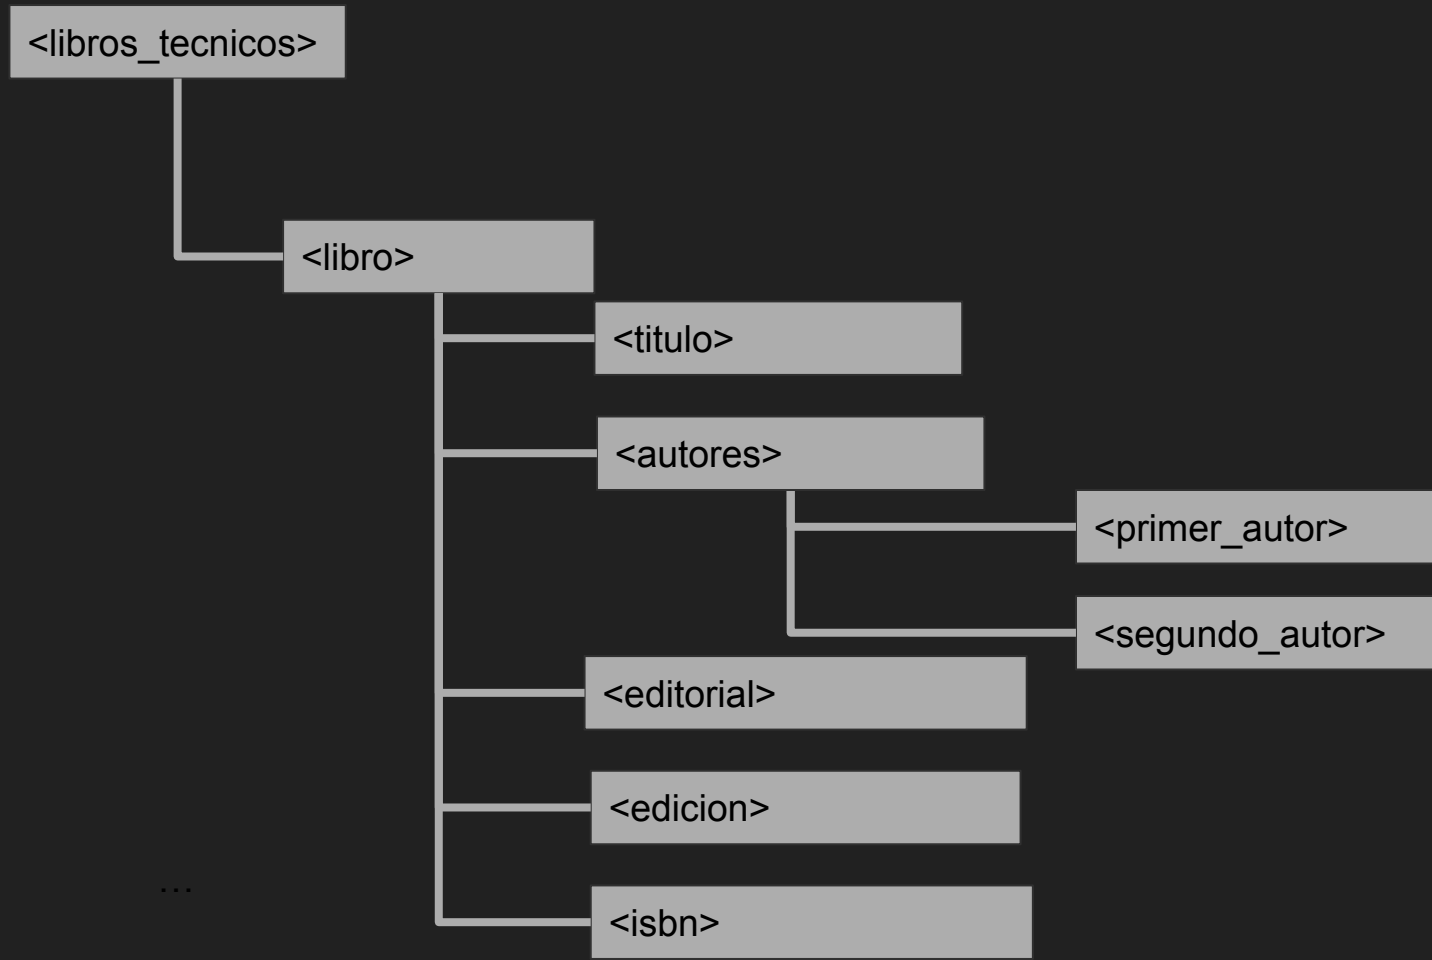 <libros_tecnicos>
<libro>
<titulo>
<autores>
<primer_autor>
<segundo_autor>
<editorial>
<edicion>
…
<isbn>